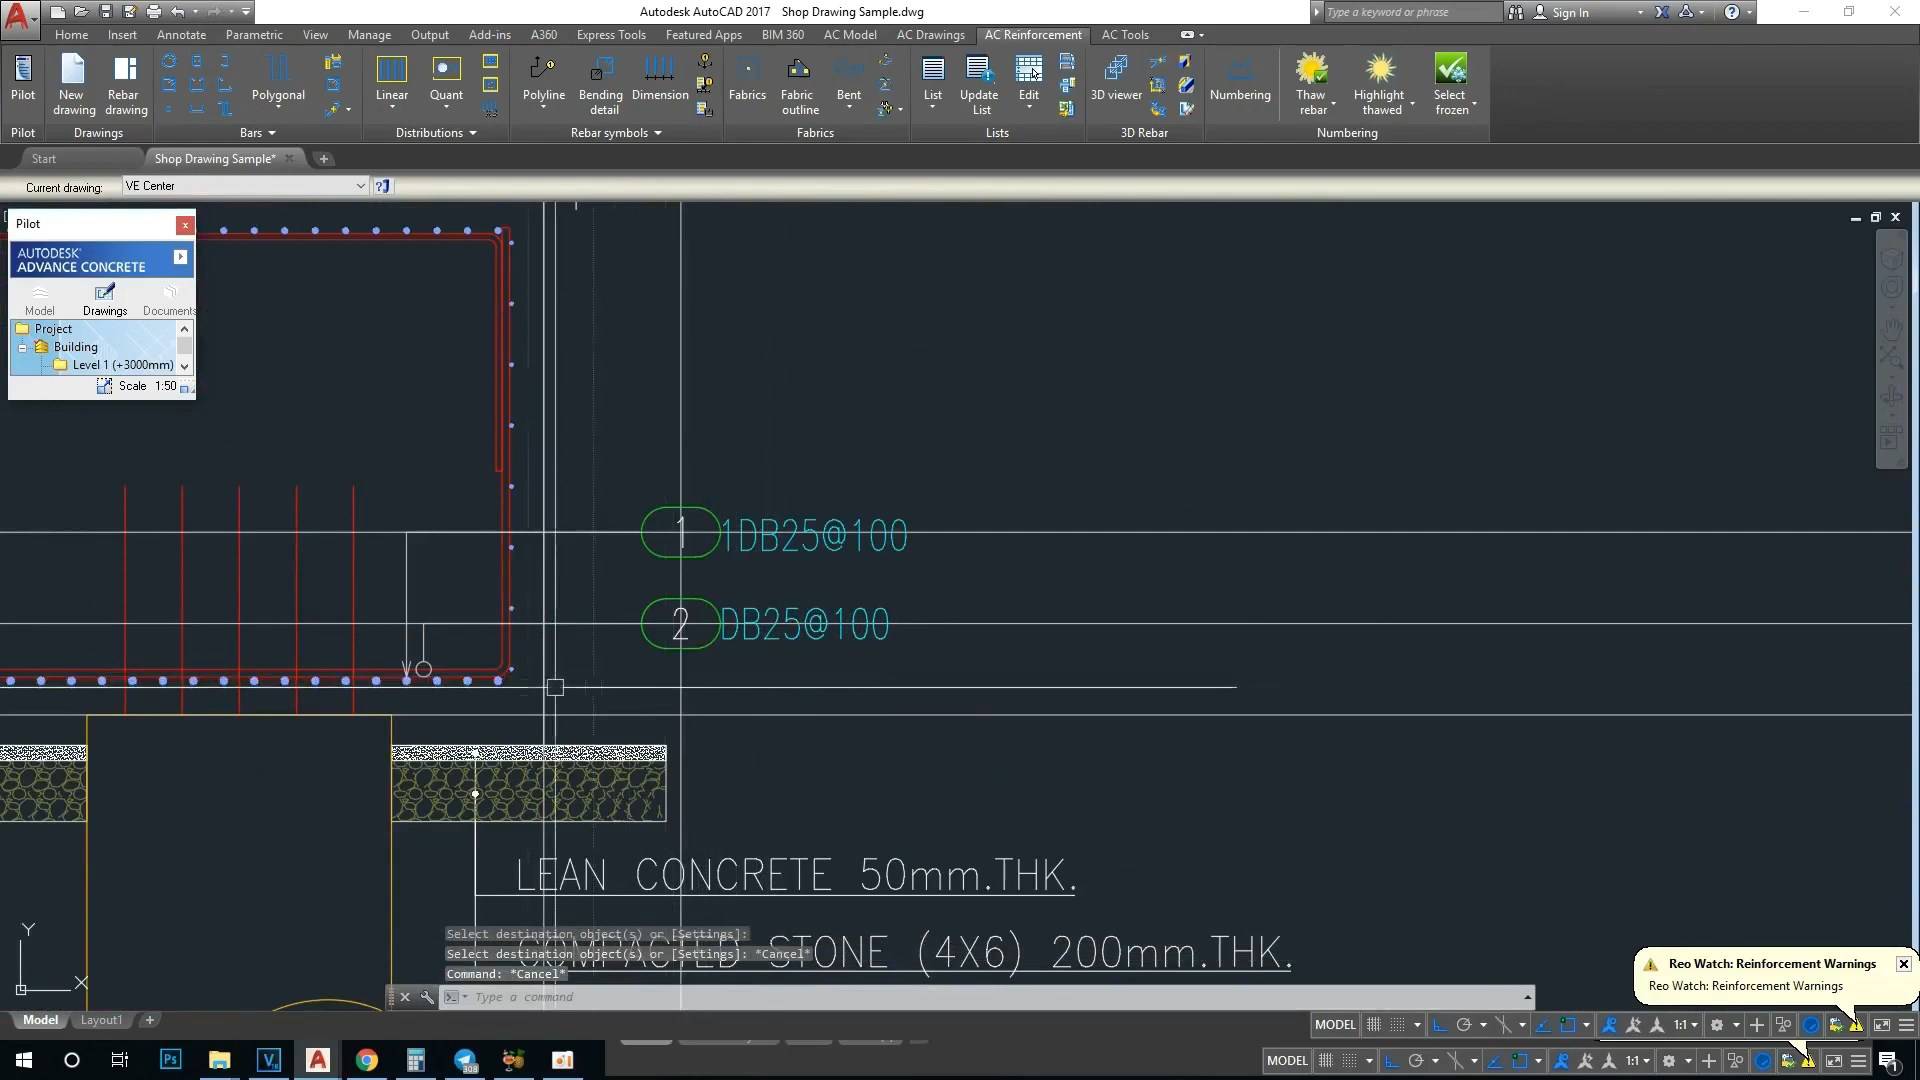 Autodesk AutoCAD 2017 Shop Drawing Sample.dwg
Type a keyword or phrase
Sign In
Home Insert Annotate Parametric View Manage Output Add-ins A360 Express Tools Featured Apps BIM 360 AC Model AC Drawings AC Reinforcement AC Tools
Pilot
New drawing
Rebar drawing
Polygonal
Linear
Quant
Polyline
Bending detail
Dimension
Fabrics
Fabric outline
Bent
List
Update List
Edit
3D viewer
Numbering
Thaw rebar
Highlight thawed
Select frozen
Pilot Drawings Bars Distributions Rebar symbols Fabrics Lists 3D Rebar Numbering
Start Shop Drawing Sample*
Current drawing: VE Center
Pilot
AUTODESK
ADVANCE CONCRETE
Model Drawings Documents
Project
Building
Level 1 (+3000mm)
Scale 1:50
1 1DB25@100
2 DB25@100
LEAN CONCRETE 50mm.THK.
COMPACTED STONE (4X6) 200mm.THK.
Select destination object(s) or [Settings]:
Select destination object(s) or [Settings]: *Cancel*
Command: *Cancel*
Type a command
Y
X
Reo Watch: Reinforcement Warnings
Reo Watch: Reinforcement Warnings
Model Layout1
MODEL 1:1
MODEL 1:1
Ps
308
1